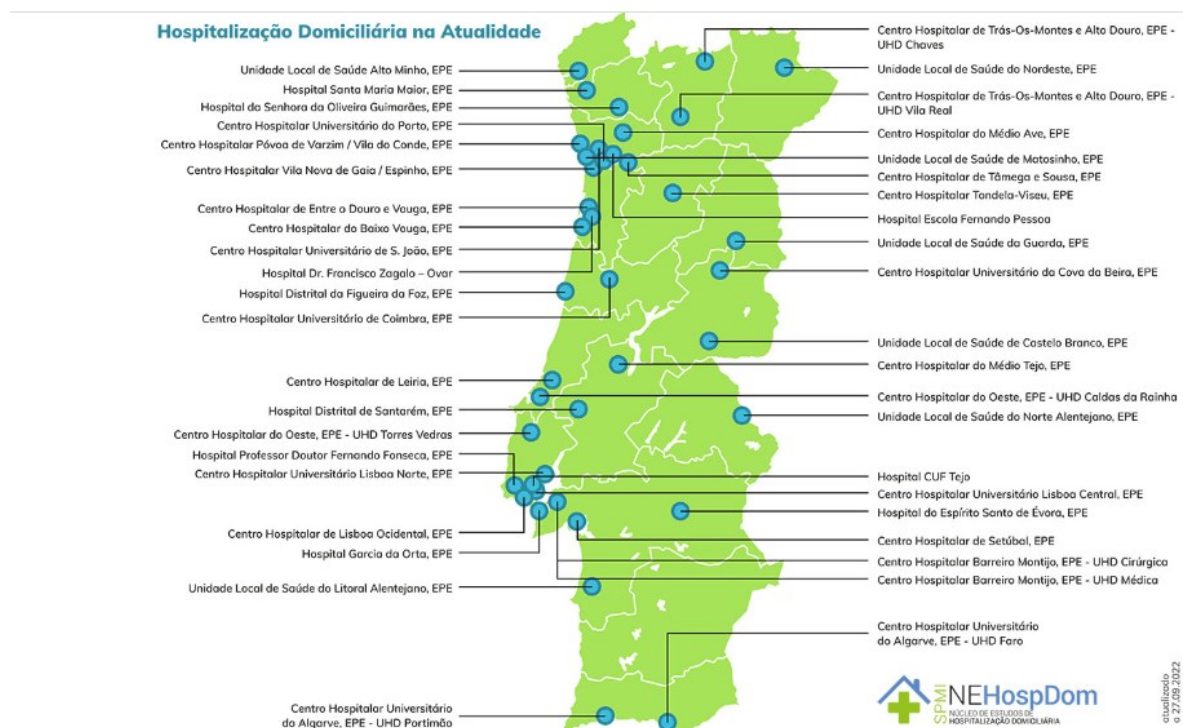 Hospitalização Domiciliária na Atualidade
Unidade Local de Saúde Alto Minho, EPE
Hospital Santa Maria Maior, EPE
Hospital da Senhora da Oliveira Guimarães, EPE
Centro Hospitalar Universitário do Porto, EPE
Centro Hospitalar Póvoa de Varzim / Vila do Conde, EPE
Centro Hospitalar Vila Nova de Gaia / Espinho, EPE
Centro Hospitalar de Entre o Douro e Vouga, EPE
Centro Hospitalar do Baixo Vouga, EPE
Centro Hospitalar Universitário de S. João, EPE
Hospital Dr. Francisco Zagalo – Ovar
Hospital Distrital da Figueira da Foz, EPE
Centro Hospitalar Universitário de Coimbra, EPE
Centro Hospitalar de Leiria, EPE
Hospital Distrital de Santarém, EPE
Centro Hospitalar do Oeste, EPE - UHD Torres Vedras
Hospital Professor Doutor Fernando Fonseca, EPE
Centro Hospitalar Universitário Lisboa Norte, EPE
Centro Hospitalar de Lisboa Ocidental, EPE
Hospital Garcia da Orta, EPE
Unidade Local de Saúde do Litoral Alentejano, EPE
Centro Hospitalar Universitário
do Algarve, EPE - UHD Portimão
Centro Hospitalar de Trás-Os-Montes e Alto Douro, EPE -
UHD Chaves
Unidade Local de Saúde do Nordeste, EPE
Centro Hospitalar de Trás-Os-Montes e Alto Douro, EPE -
UHD Vila Real
Centro Hospitalar do Médio Ave, EPE
Unidade Local de Saúde de Matosinho, EPE
Centro Hospitalar de Tâmega e Sousa, EPE
Centro Hospitalar Tondela-Viseu, EPE
Hospital Escola Fernando Pessoa
Unidade Local de Saúde da Guarda, EPE
Centro Hospitalar Universitário da Cova da Beira, EPE
Unidade Local de Saúde de Castelo Branco, EPE
Centro Hospitalar do Médio Tejo, EPE
Centro Hospitalar do Oeste, EPE - UHD Caldas da Rainha
Unidade Local de Saúde do Norte Alentejano, EPE
Hospital CUF Tejo
Centro Hospitalar Universitário Lisboa Central, EPE
Hospital do Espírito Santo de Évora, EPE
Centro Hospitalar de Setúbal, EPE
Centro Hospitalar Barreiro Montijo, EPE - UHD Cirúrgica
Centro Hospitalar Barreiro Montijo, EPE - UHD Médica
Centro Hospitalar Universitário
do Algarve, EPE - UHD Faro
SPMI
NEHospDom
NÚCLEO DE ESTUDOS DE
HOSPITALIZAÇÃO DOMICILIÁRIA
atualizado
27.09.2022